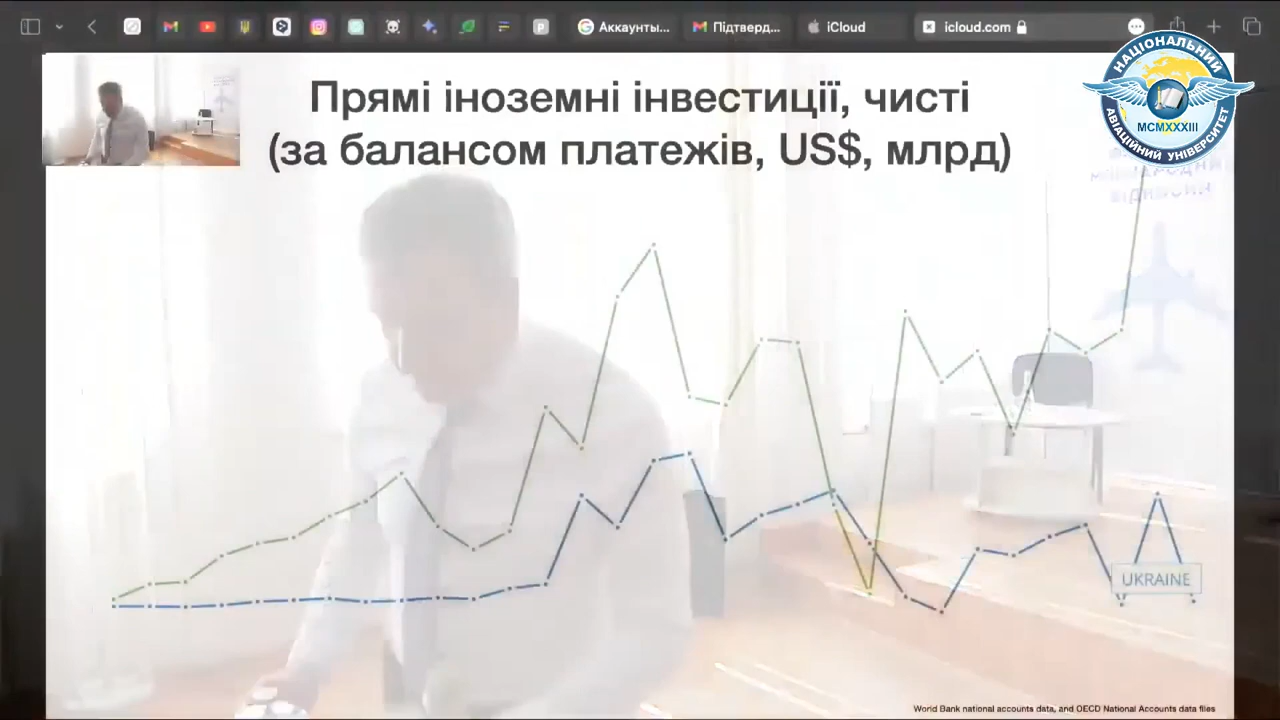 Аккаунты...
Підтверд...
iCloud
icloud.com
Прямі іноземні інвестиції, чисті
(за балансом платежів, US$, млрд)
НАЦІОНАЛЬНИЙ
АВІАЦІЙНИЙ УНІВЕРСИТЕТ
MCMXXXIII
UKRAINE
World Bank national accounts data, and OECD National Accounts data files